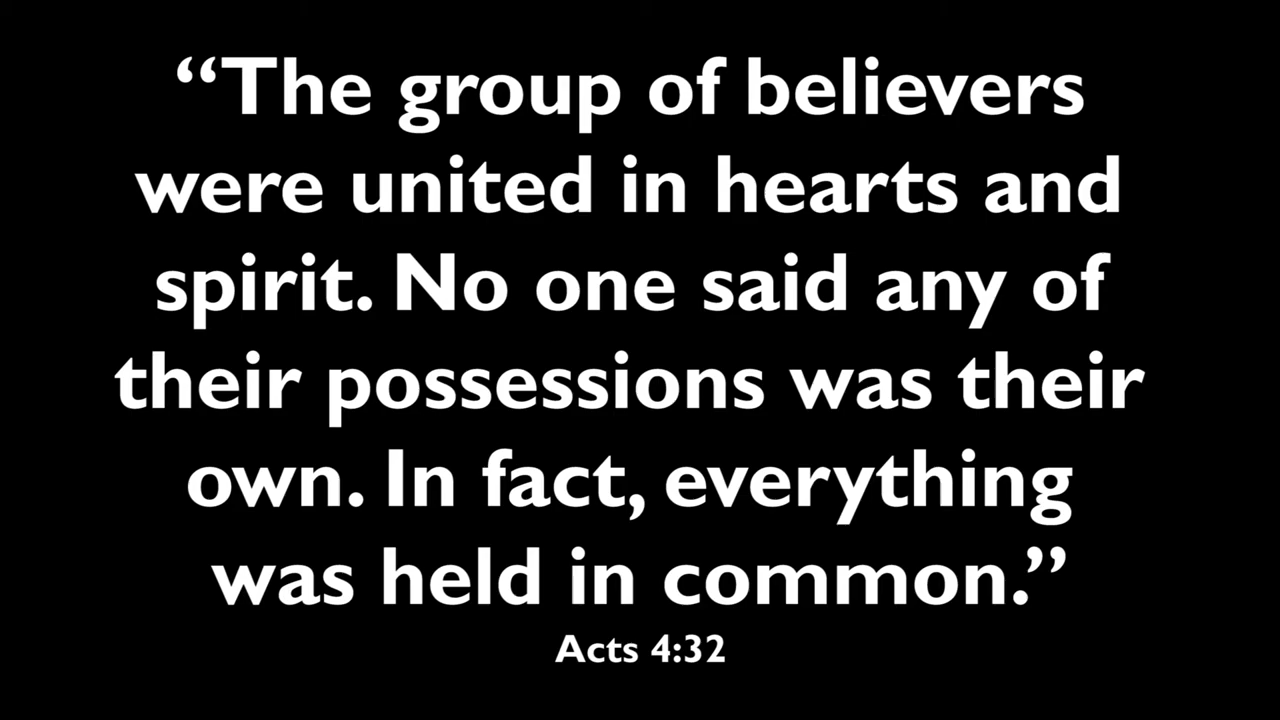 “The group of believers
were united in hearts and
spirit. No one said any of
their possessions was their
own. In fact, everything
was held in common.”
Acts 4:32